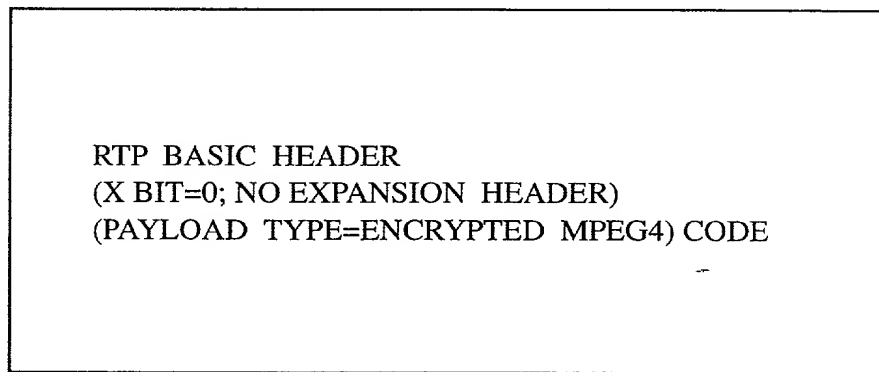 RTP BASIC HEADER
(X BIT=0; NO EXPANSION HEADER)
(PAYLOAD TYPE=ENCRYPTED MPEG4) CODE